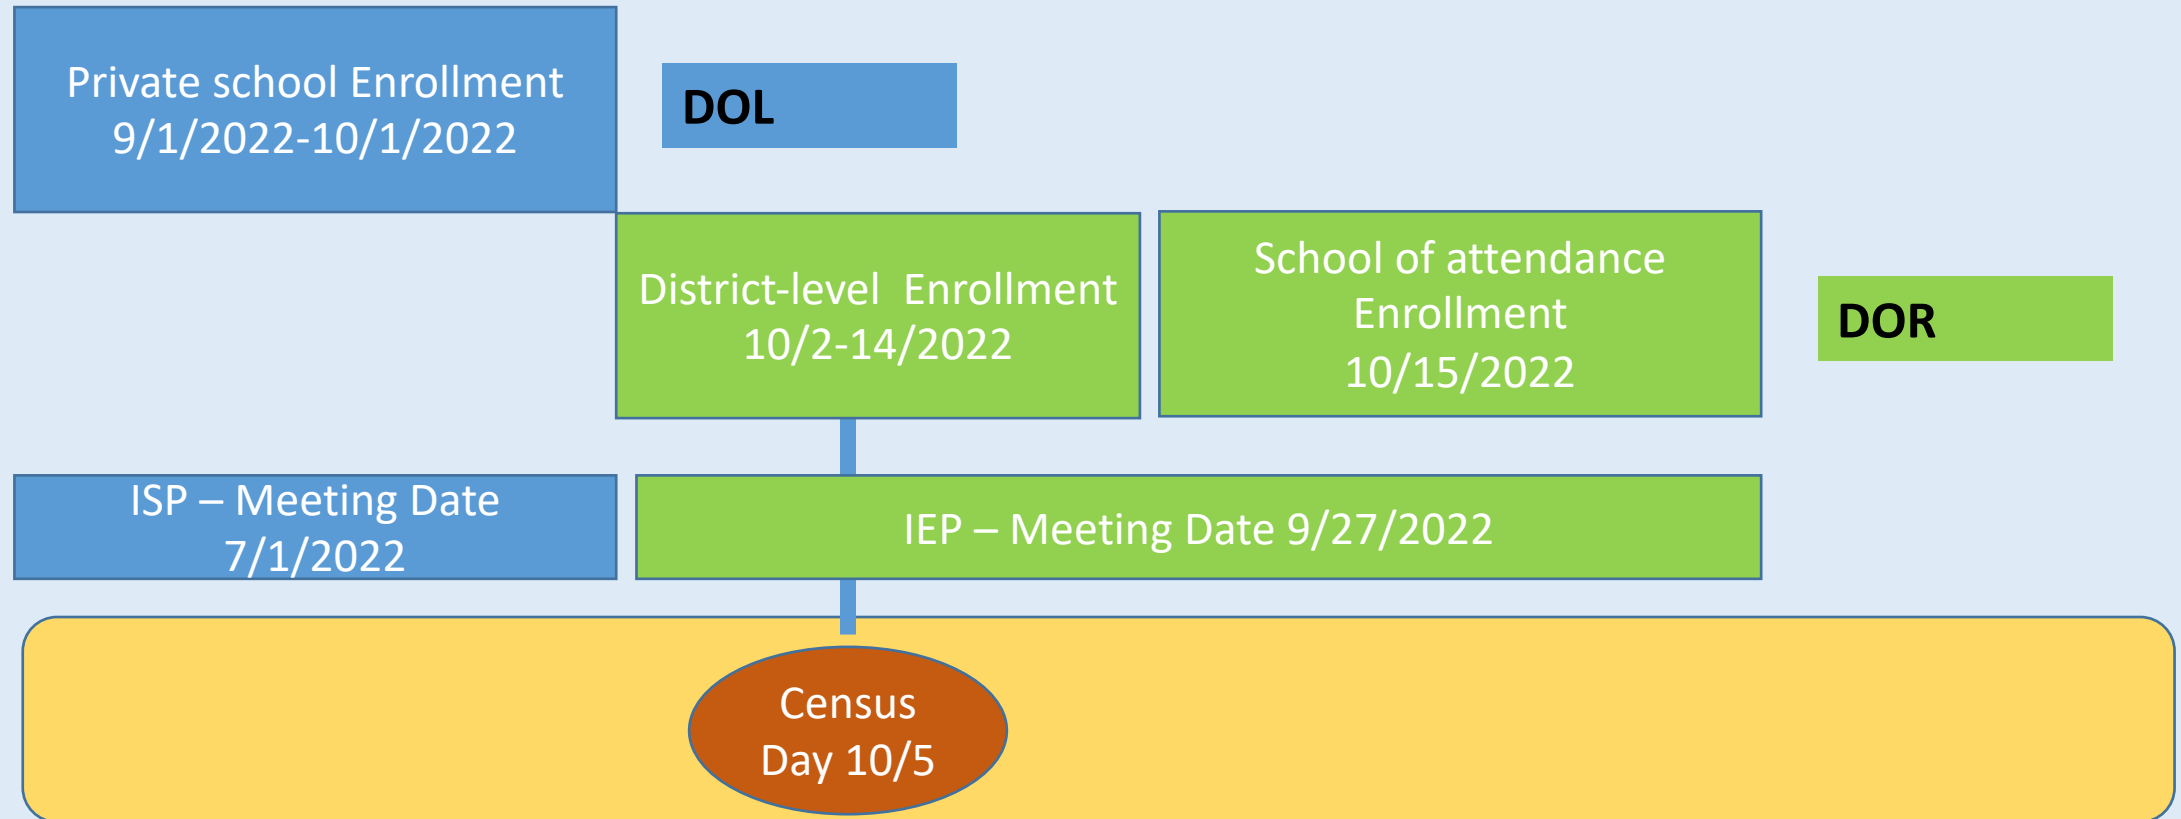 Private school Enrollment
9/1/2022-10/1/2022
DOL
District-level  Enrollment
10/2-14/2022
School of attendance
Enrollment
10/15/2022
DOR
ISP – Meeting Date
7/1/2022
IEP – Meeting Date 9/27/2022
Census
Day 10/5